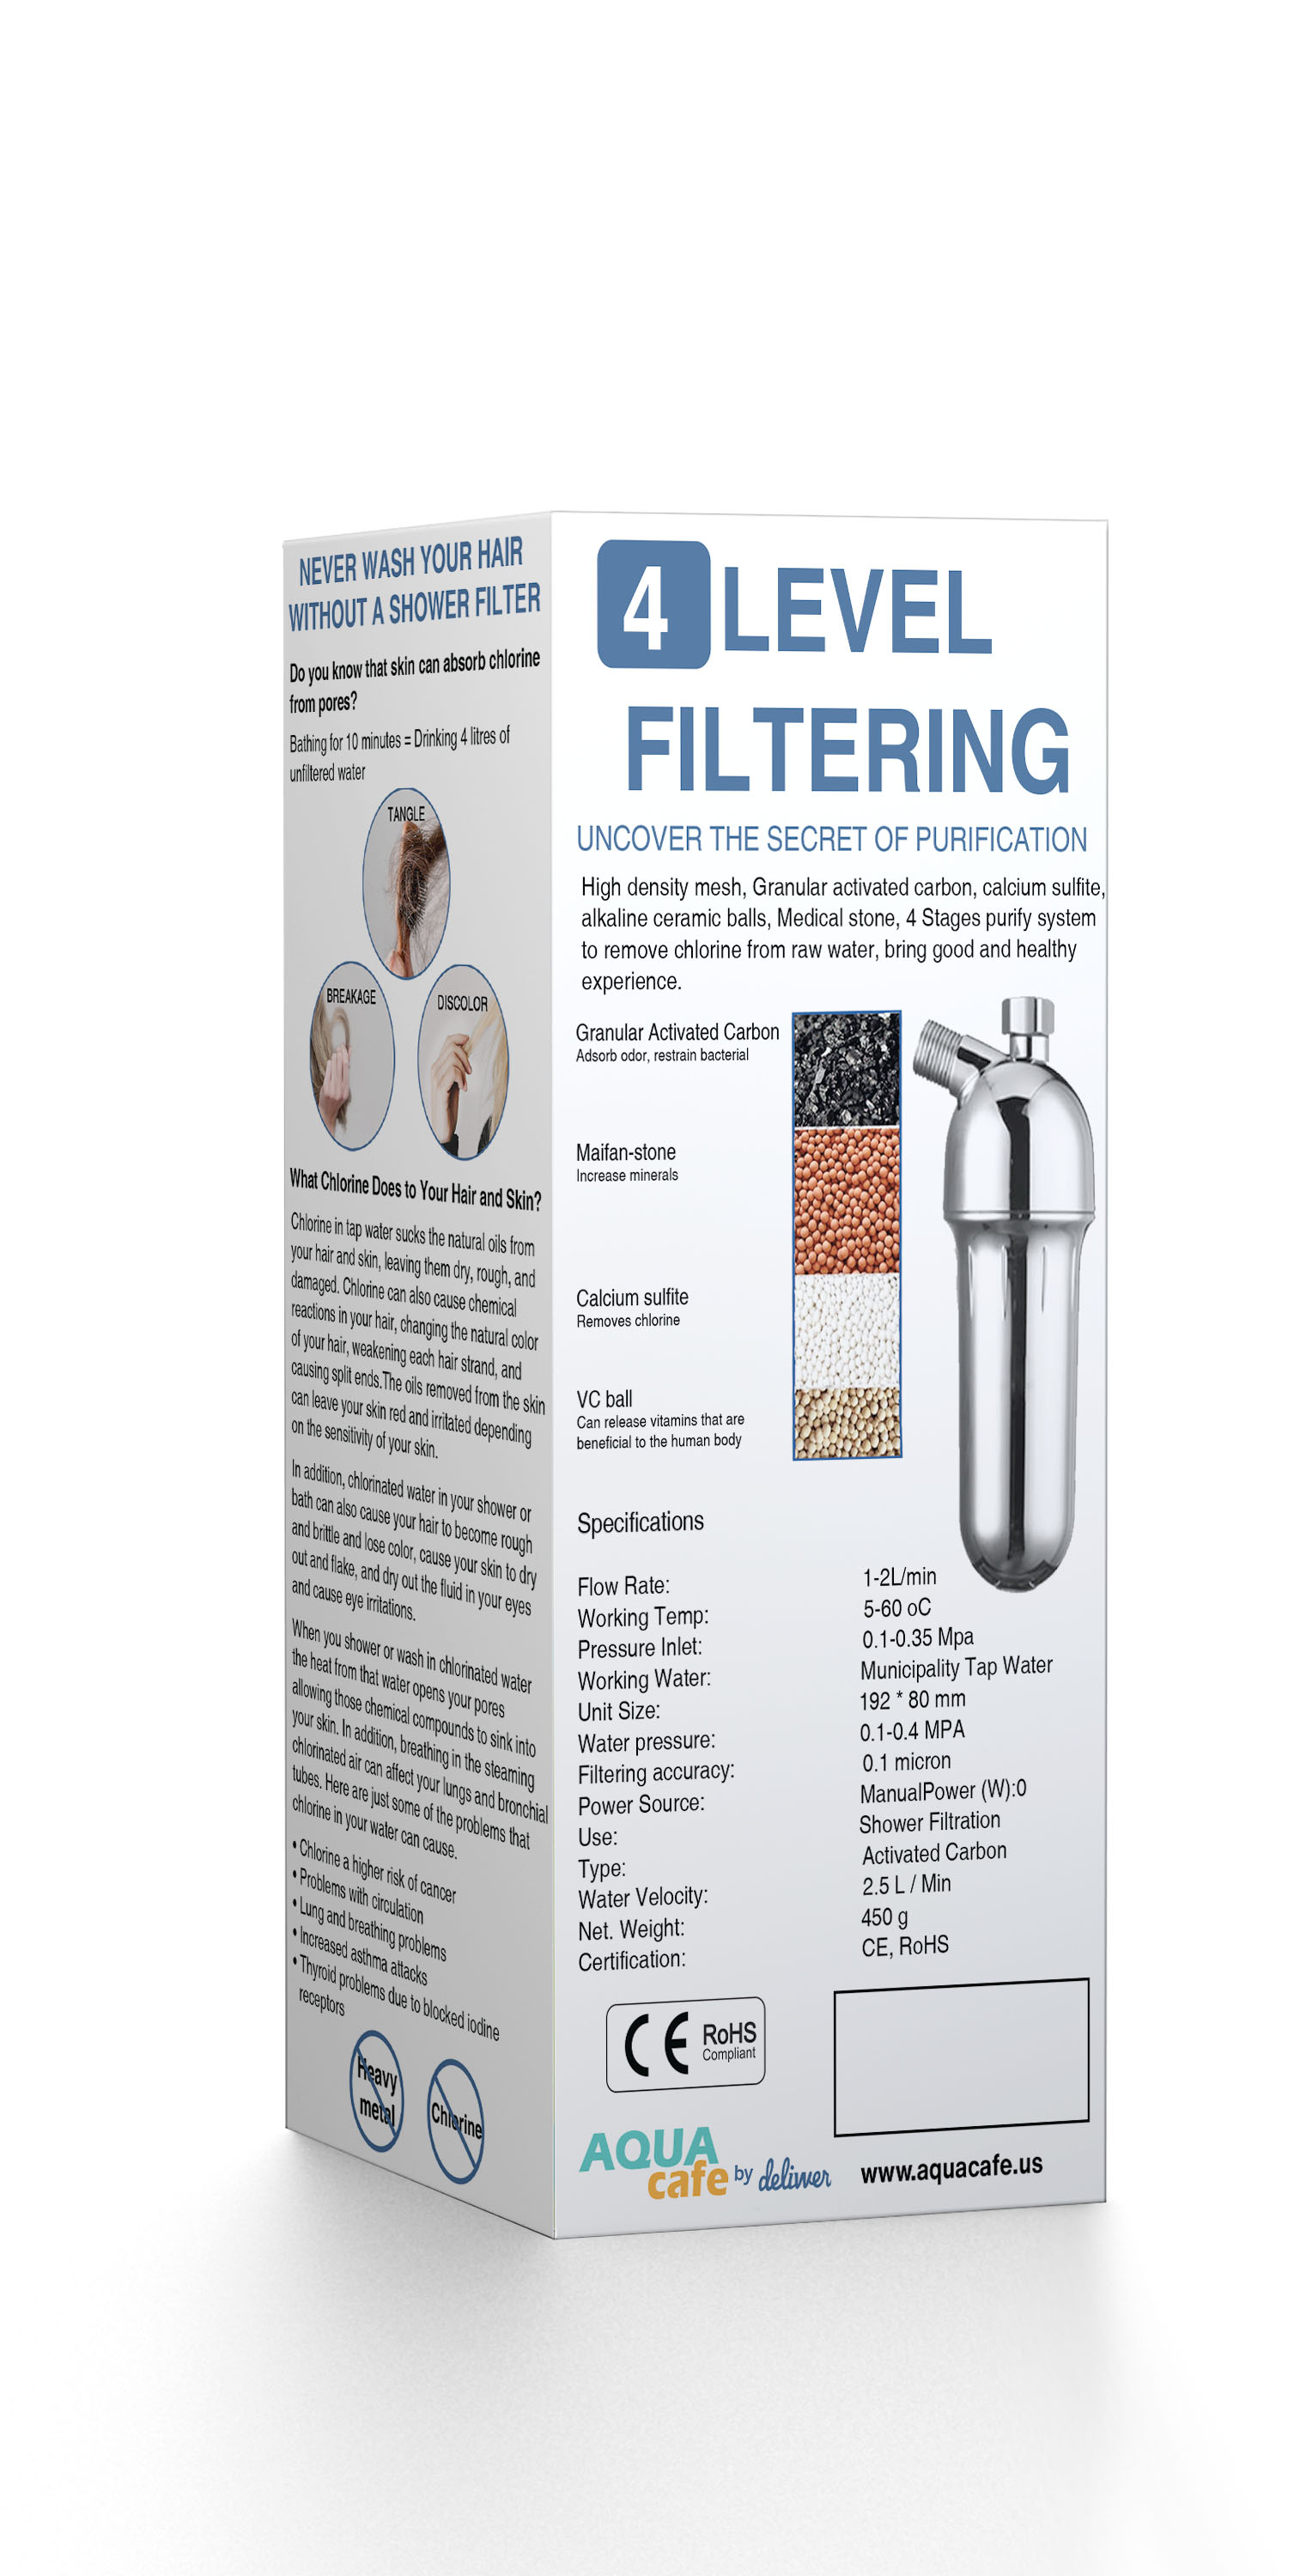 NEVER WASH YOUR HAIR
WITHOUT A SHOWER FILTER
Do you know that skin can absorb chlorine
from pores?
Bathing for 10 minutes = Drinking 4 litres of
unfiltered water
TANGLE
BREAKAGE
DISCOLOR
What Chlorine Does to Your Hair and Skin?
Chlorine in tap water sucks the natural oils from
your hair and skin, leaving them dry, rough, and
damaged. Chlorine can also cause chemical
reactions in your hair, changing the natural color
of your hair, weakening each hair strand, and
causing split ends.The oils removed from the skin
can leave your skin red and irritated depending
on the sensitivity of your skin.
In addition, chlorinated water in your shower or
bath can also cause your hair to become rough
and brittle and lose color, cause your skin to dry
out and flake, and dry out the fluid in your eyes
and cause eye irritations.
When you shower or wash in chlorinated water
the heat from that water opens your pores
allowing those chemical compounds to sink into
your skin. In addition, breathing in the steaming
chlorinated air can affect your lungs and bronchial
tubes. Here are just some of the problems that
chlorine in your water can cause.
• Chlorine a higher risk of cancer
• Problems with circulation
• Lung and breathing problems
• Increased asthma attacks
• Thyroid problems due to blocked iodine
receptors
Heavy
metal
Chlorine
4 LEVEL
FILTERING
UNCOVER THE SECRET OF PURIFICATION
High density mesh, Granular activated carbon, calcium sulfite,
alkaline ceramic balls, Medical stone, 4 Stages purify system
to remove chlorine from raw water, bring good and healthy
experience.
Granular Activated Carbon
Adsorb odor, restrain bacterial
Maifan-stone
Increase minerals
Calcium sulfite
Removes chlorine
VC ball
Can release vitamins that are
beneficial to the human body
Specifications
Flow Rate: 1-2L/min
Working Temp: 5-60 oC
Pressure Inlet: 0.1-0.35 Mpa
Working Water: Municipality Tap Water
Unit Size: 192 * 80 mm
Water pressure: 0.1-0.4 MPA
Filtering accuracy: 0.1 micron
Power Source: ManualPower (W):0
Use: Shower Filtration
Type: Activated Carbon
Water Velocity: 2.5 L / Min
Net. Weight: 450 g
Certification: CE, RoHS
CE RoHS
Compliant
AQUA
cafe by deliwer
www.aquacafe.us